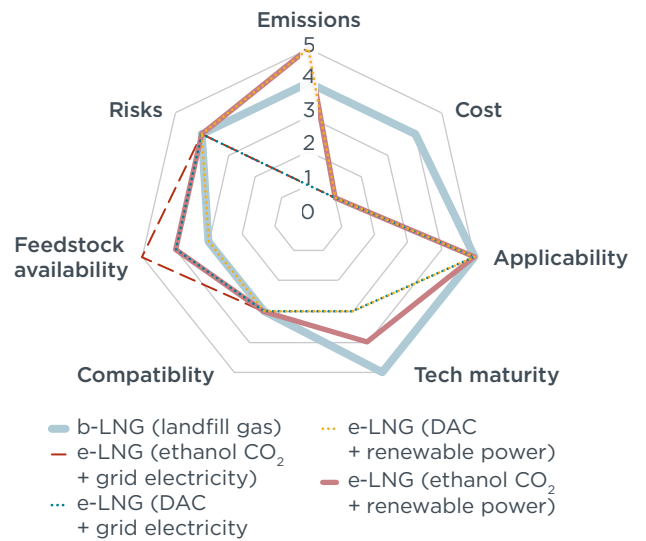 Emissions
5
4
Risks
3
Cost
2
1
0
Feedstock
availability
Applicability
Compatiblity
Tech maturity
b-LNG (landfill gas)
e-LNG (ethanol CO2
+ grid electricity)
e-LNG (DAC
+ grid electricity
e-LNG (DAC
+ renewable power)
e-LNG (ethanol CO2
+ renewable power)